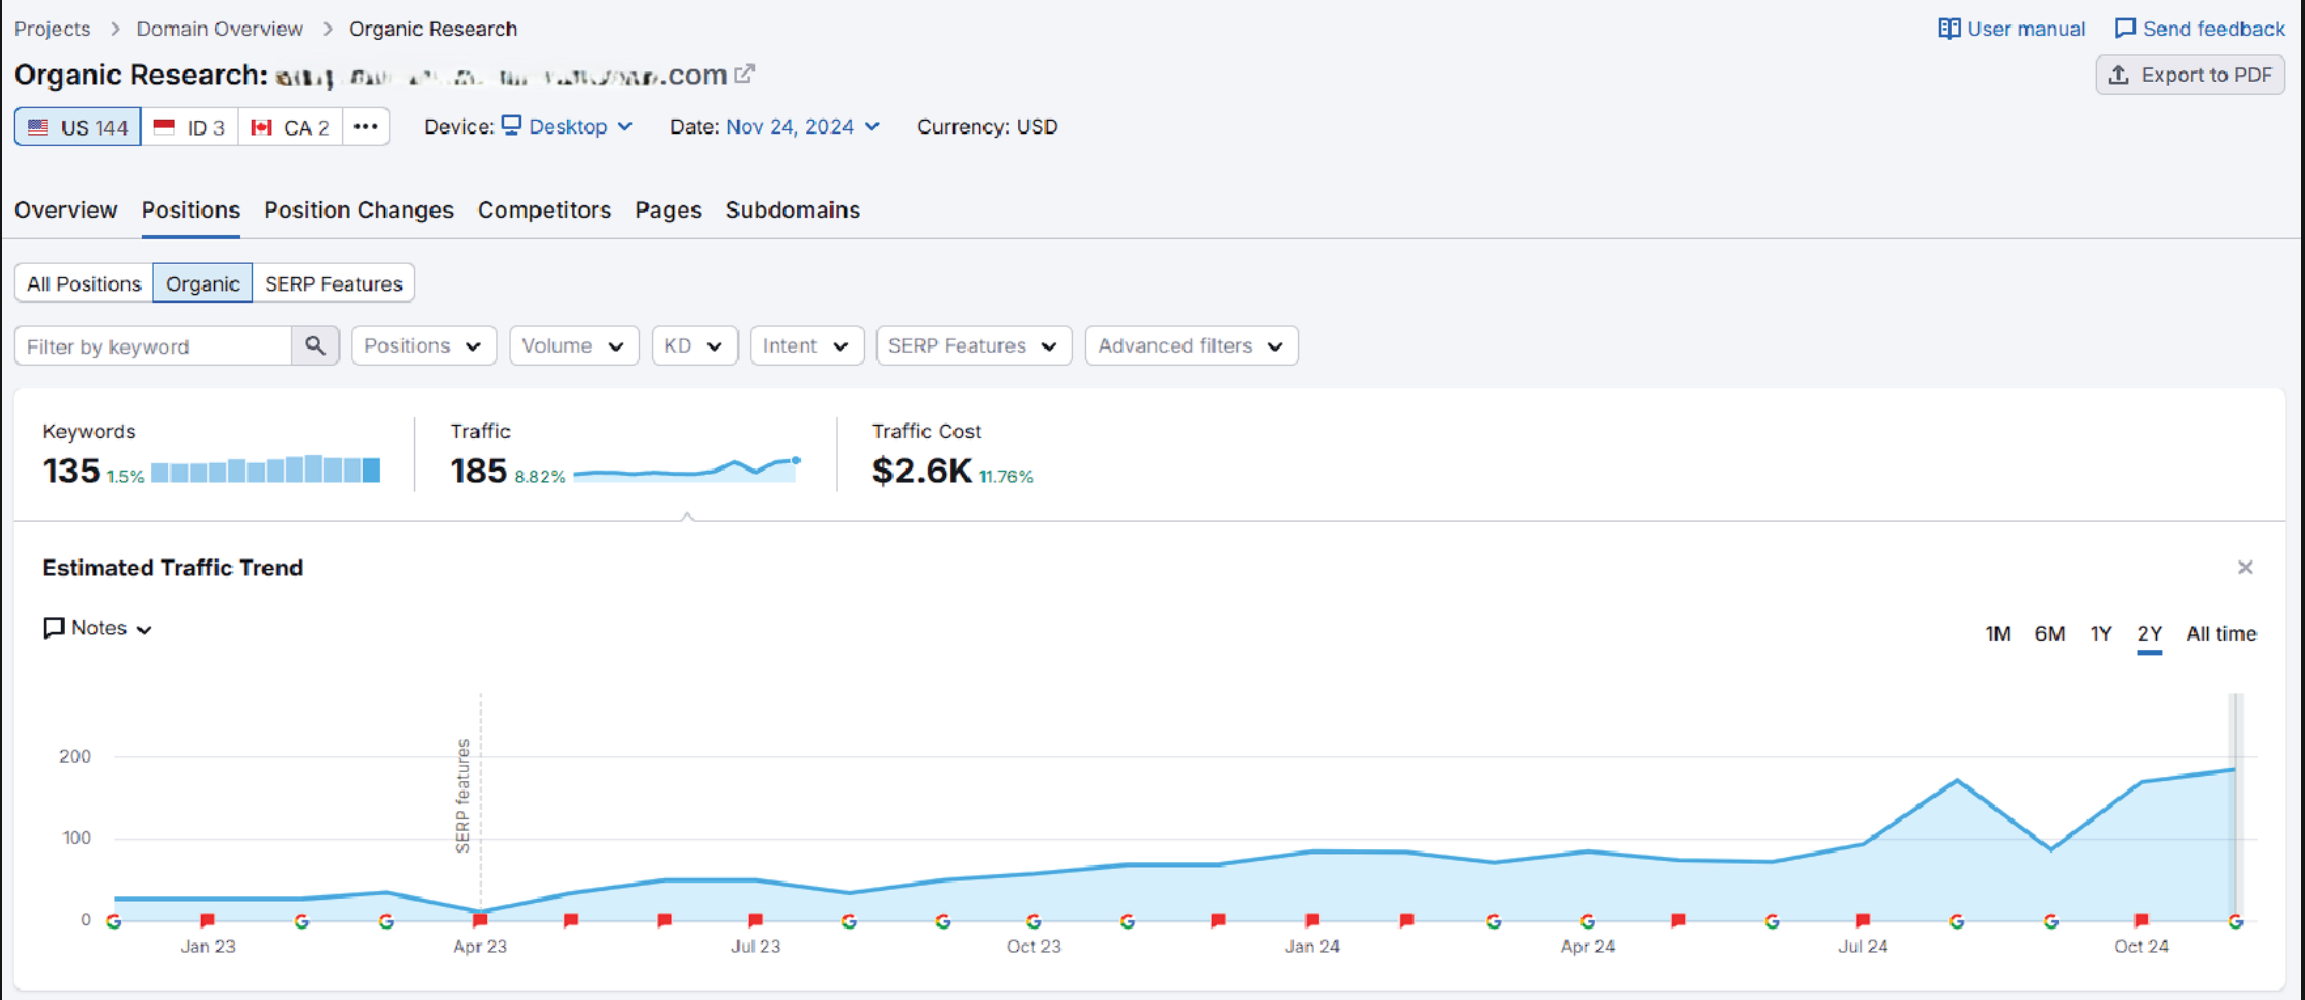 Projects > Domain Overview > Organic Research
User manual Send feedback
Organic Research: .com
Export to PDF
US 144 ID 3 CA 2 ••• Device: Desktop Date: Nov 24, 2024 Currency: USD
Overview Positions Position Changes Competitors Pages Subdomains
All Positions Organic SERP Features
Filter by keyword Positions Volume KD Intent SERP Features Advanced filters
Keywords Traffic Traffic Cost
135 1.5% 185 8.82% $2.6K 11.76%
Estimated Traffic Trend
Notes
1M 6M 1Y 2Y All time
SERP features
200
100
0
Jan 23 Apr 23 Jul 23 Oct 23 Jan 24 Apr 24 Jul 24 Oct 24